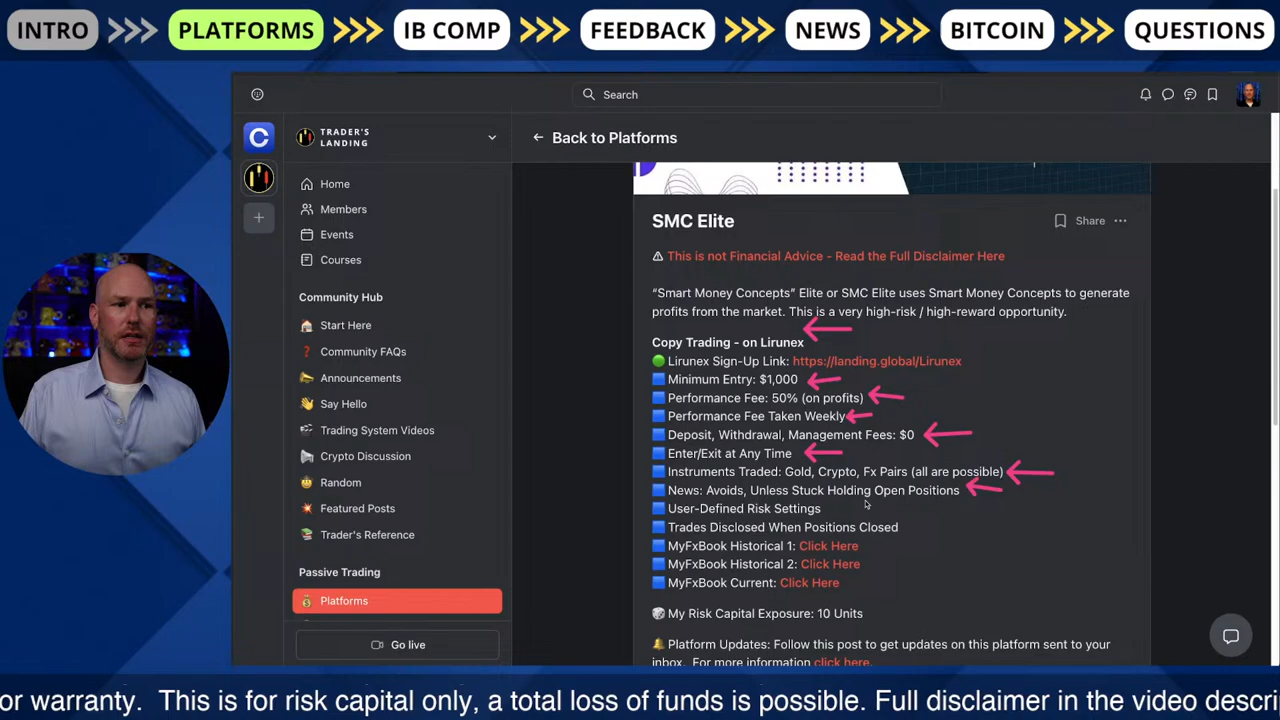 INTRO >>> PLATFORMS >>> IB COMP >>> FEEDBACK >>> NEWS >>> BITCOIN >>> QUESTIONS
Search
C
TRADER'S
LANDING
← Back to Platforms
Home
Members
Events
Courses
Community Hub
Start Here
Community FAQs
Announcements
Say Hello
Trading System Videos
Crypto Discussion
Random
Featured Posts
Trader's Reference
Passive Trading
Platforms
Go live
SMC Elite
Share ...
This is not Financial Advice - Read the Full Disclaimer Here
“Smart Money Concepts” Elite or SMC Elite uses Smart Money Concepts to generate
profits from the market. This is a very high-risk / high-reward opportunity.
Copy Trading - on Lirunex
Lirunex Sign-Up Link: https://landing.global/Lirunex
Minimum Entry: $1,000
Performance Fee: 50% (on profits)
Performance Fee Taken Weekly
Deposit, Withdrawal, Management Fees: $0
Enter/Exit at Any Time
Instruments Traded: Gold, Crypto, Fx Pairs (all are possible)
News: Avoids, Unless Stuck Holding Open Positions
User-Defined Risk Settings
Trades Disclosed When Positions Closed
MyFxBook Historical 1: Click Here
MyFxBook Historical 2: Click Here
MyFxBook Current: Click Here
My Risk Capital Exposure: 10 Units
Platform Updates: Follow this post to get updates on this platform sent to your
inbox. For more information click here.
or warranty. This is for risk capital only, a total loss of funds is possible. Full disclaimer in the video descri